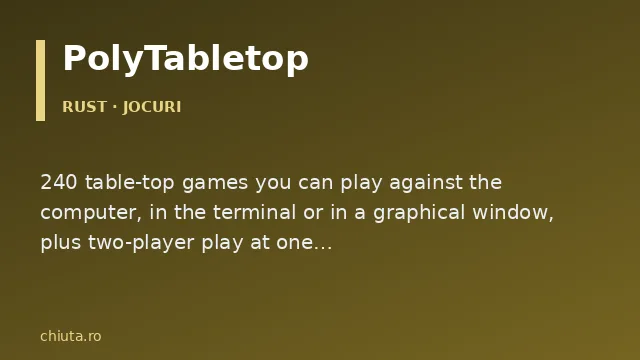 PolyTabletop
RUST · JOCURI
240 table-top games you can play against the
computer, in the terminal or in a graphical window,
plus two-player play at one...
chiuta.ro